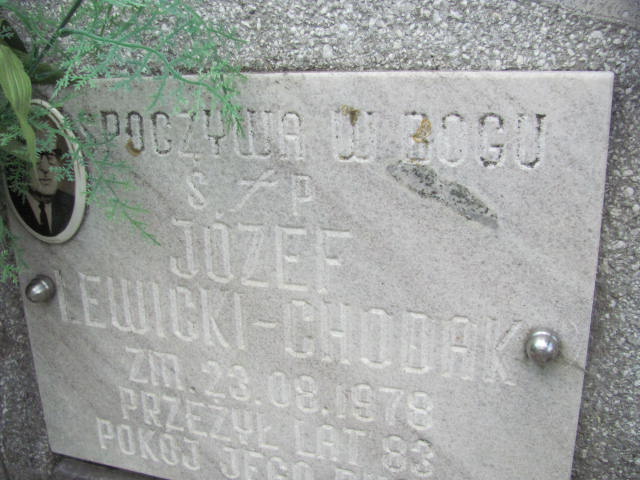 SPOCZYWA W BOGU
Ś P
JÓZEF
LEWICKI-CHODAK
ZM. 23.08.1978
PRZEŻYŁ LAT 83
POKÓJ JEGO